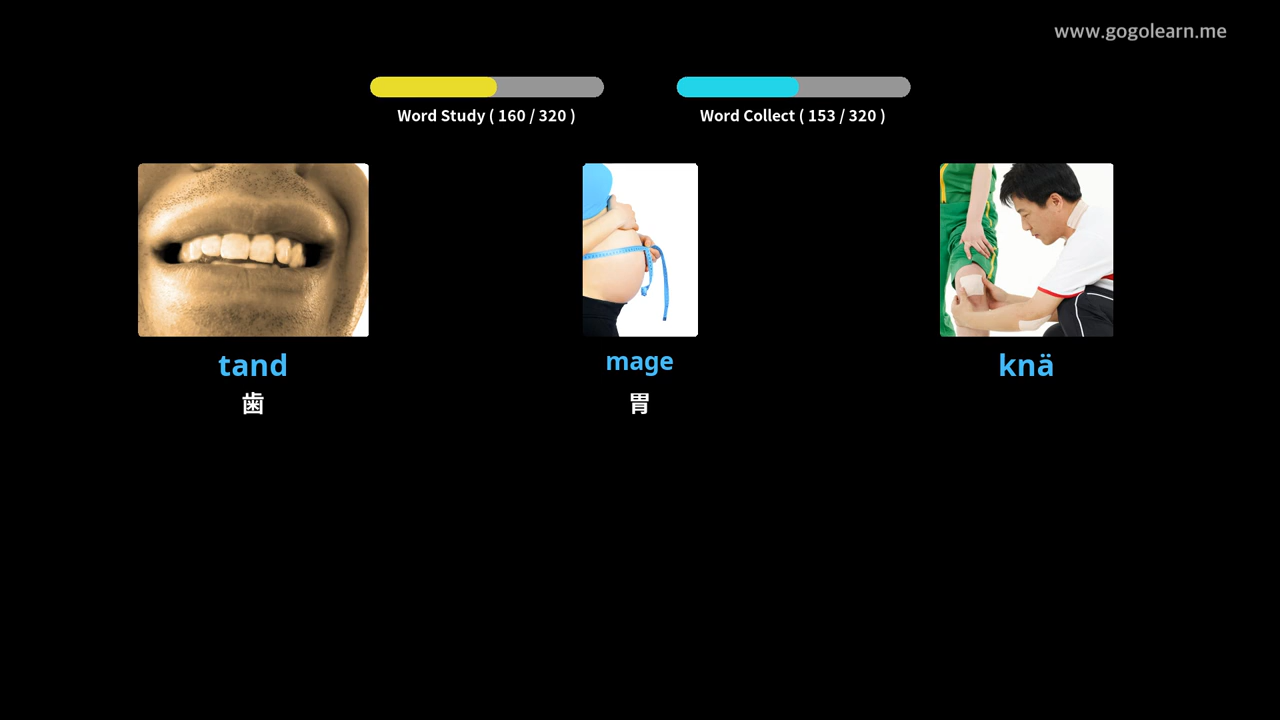 www.gogolearn.me
Word Study ( 160 / 320 )
Word Collect ( 153 / 320 )
tand
mage
knä
歯
胃